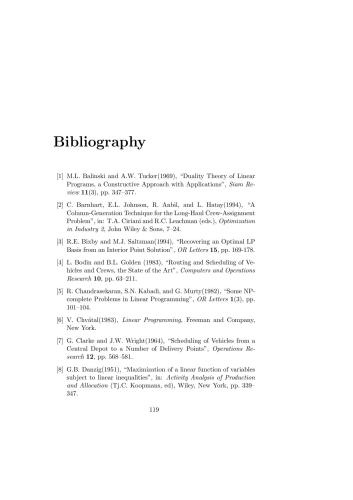 Bibliography
[1] M.L. Balinski and A.W. Tucker(1969), "Duality Theory of Linear
Programs, a Constructive Approach with Applications", Siam Re-
view 11(3), pp. 347–377.
[2] C. Barnhart, E.L. Johnson, R. Anbil, and L. Hatay(1994), "A
Column-Generation Technique for the Long-Haul Crew-Assignment
Problem", in: T.A. Ciriani and R.C. Leachman (eds.), Optimization
in Industry 2, John Wiley & Sons, 7–24.
[3] R.E. Bixby and M.J. Saltzman(1994), "Recovering an Optimal LP
Basis from an Interior Point Solution", OR Letters 15, pp. 169-178.
[4] L. Bodin and B.L. Golden (1983), "Routing and Scheduling of Ve-
hicles and Crews, the State of the Art", Computers and Operations
Research 10, pp. 63–211.
[5] R. Chandrasekaran, S.N. Kabadi, and G. Murty(1982), "Some NP-
complete Problems in Linear Programming", OR Letters 1(3), pp.
101–104.
[6] V. Chvátal(1983), Linear Programming, Freeman and Company,
New York.
[7] G. Clarke and J.W. Wright(1964), "Scheduling of Vehicles from a
Central Depot to a Number of Delivery Points", Operations Re-
search 12, pp. 568–581.
[8] G.B. Danzig(1951), "Maximization of a linear function of variables
subject to linear inequalities", in: Activity Analysis of Production
and Allocation (Tj.C. Koopmans, ed), Wiley, New York, pp. 339–
347.
119